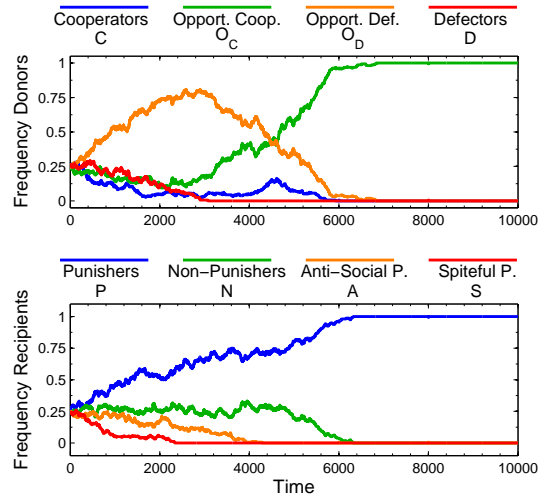 Cooperators Opport. Coop. Opport. Def. Defectors
C O_C O_D D
Frequency Donors
1
0.75
0.5
0.25
0
0 2000 4000 6000 8000 10000
Punishers Non-Punishers Anti-Social P. Spiteful P.
P N A S
Frequency Recipients
1
0.75
0.5
0.25
0
0 2000 4000 6000 8000 10000
Time